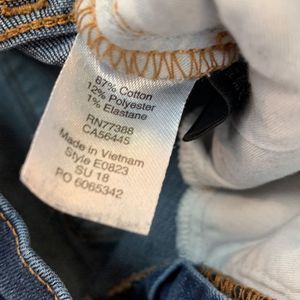 87% Cotton
12% Polyester
1% Elastane
RN77388
CA56445
Made in Vietnam
Style E0823
SU 18
PO 6065342